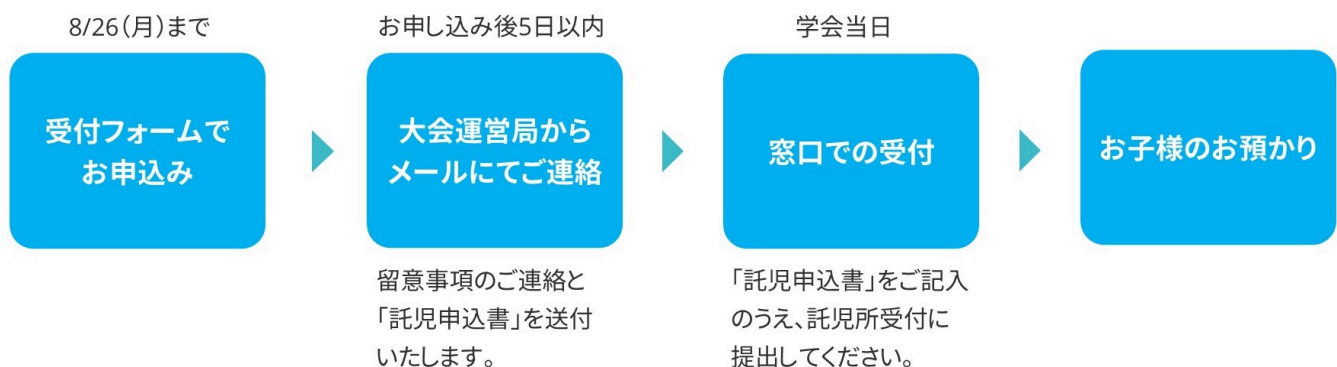 8/26(月)まで
受付フォームで
お申込み
お申し込み後5日以内
大会運営局から
メールにてご連絡
留意事項のご連絡と
「託児申込書」を送付
いたします。
学会当日
窓口での受付
「託児申込書」をご記入
のうえ、託児所受付に
提出してください。
お子様のお預かり